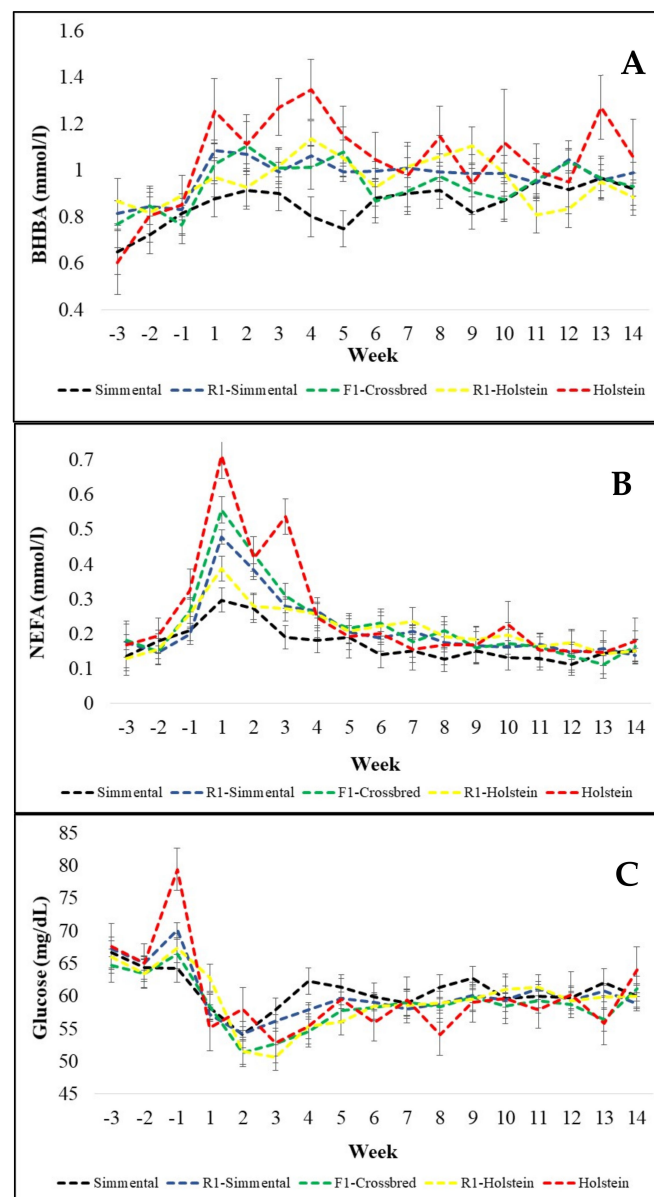 A
BHBA (mmol/l)
1.6
1.4
1.2
1
0.8
0.6
0.4
-3 -2 -1 1 2 3 4 5 6 7 8 9 10 11 12 13 14
Week
Simmental R1-Simmental F1-Crossbred R1-Holstein Holstein
B
NEFA (mmol/l)
0.7
0.6
0.5
0.4
0.3
0.2
0.1
0
-3 -2 -1 1 2 3 4 5 6 7 8 9 10 11 12 13 14
Week
Simmental R1-Simmental F1-Crossbred R1-Holstein Holstein
C
Glucose (mg/dL)
85
80
75
70
65
60
55
50
45
-3 -2 -1 1 2 3 4 5 6 7 8 9 10 11 12 13 14
Week
Simmental R1-Simmental F1-Crossbred R1-Holstein Holstein